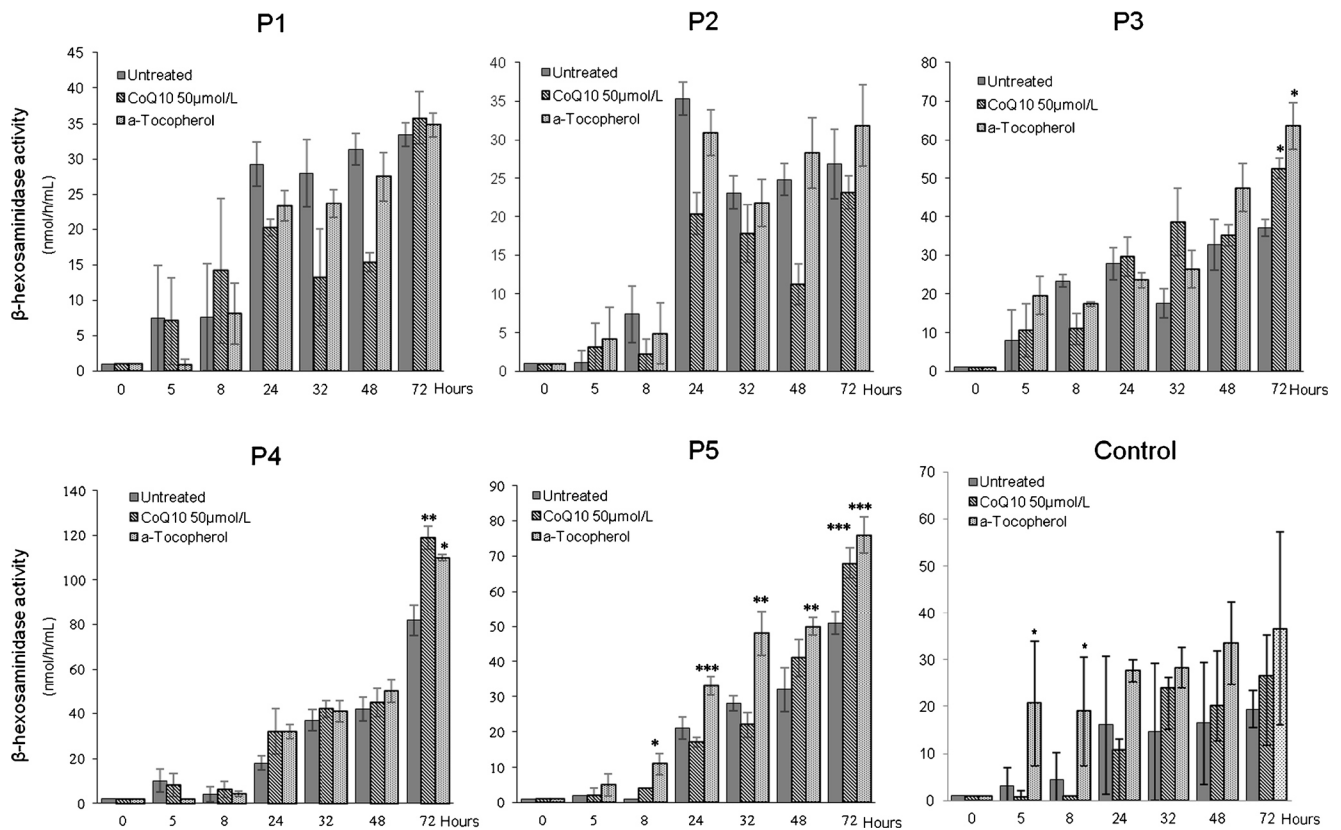 P1
P2
P3
β-hexosaminidase activity
(nmol/h/mL)
45
40
35
30
25
20
15
10
5
0
Untreated
CoQ10 50µmol/L
a-Tocopherol
0 5 8 24 32 48 72 Hours
40
35
30
25
20
15
10
5
0
Untreated
CoQ10 50µmol/L
a-Tocopherol
0 5 8 24 32 48 72 Hours
80
70
60
50
40
30
20
10
0
Untreated
CoQ10 50µmol/L
a-Tocopherol
* *
0 5 8 24 32 48 72 Hours
P4
P5
Control
β-hexosaminidase activity
(nmol/h/mL)
140
120
100
80
60
40
20
0
Untreated
CoQ10 50µmol/L
a-Tocopherol
** *
0 5 8 24 32 48 72 Hours
90
80
70
60
50
40
30
20
10
0
Untreated
CoQ10 50µmol/L
a-Tocopherol
* *** ** ** *** ***
0 5 8 24 32 48 72 Hours
70
60
50
40
30
20
10
0
Untreated
CoQ10 50µmol/L
a-Tocopherol
* *
0 5 8 24 32 48 72 Hours